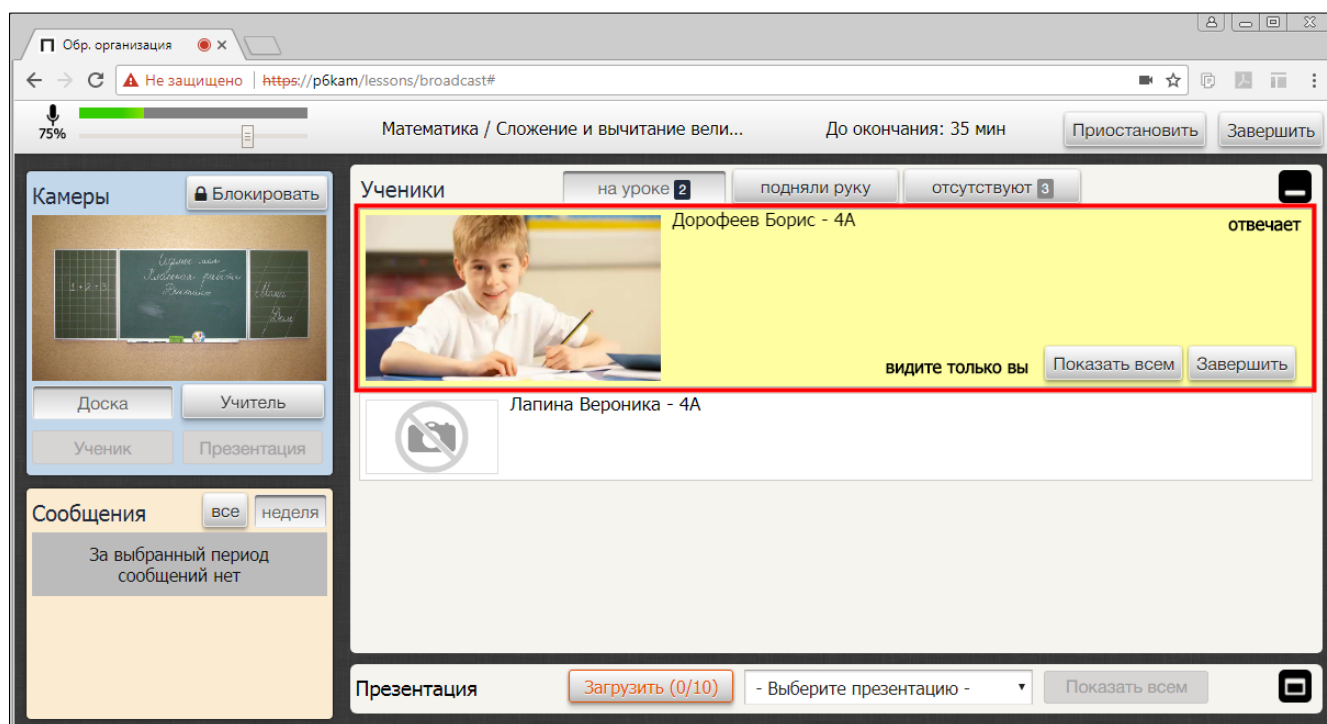 Обр. организация
Не защищено https://p6kam/lessons/broadcast#
75%
Математика / Сложение и вычитание вели...
До окончания: 35 мин
Приостановить
Завершить
Камеры
Блокировать
1+2=3
Доска
Учитель
Ученик
Презентация
Сообщения
все
неделя
За выбранный период
сообщений нет
Ученики
на уроке 2
подняли руку
отсутствуют 3
Дорофеев Борис - 4А
отвечает
видите только вы
Показать всем
Завершить
Лапина Вероника - 4А
Презентация
Загрузить (0/10)
- Выберите презентацию -
Показать всем